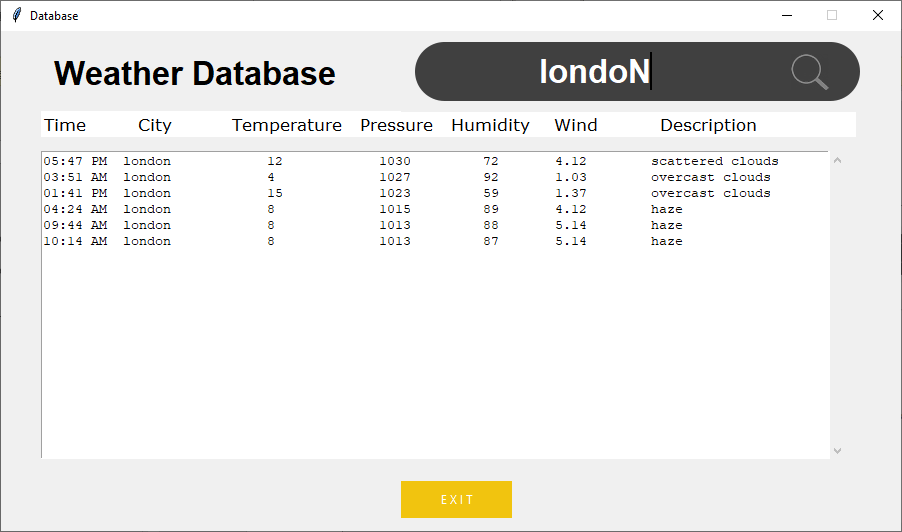 Database
Weather Database londoN
Time City Temperature Pressure Humidity Wind Description
05:47 PM london 12 1030 72 4.12 scattered clouds
03:51 AM london 4 1027 92 1.03 overcast clouds
01:41 PM london 15 1023 59 1.37 overcast clouds
04:24 AM london 8 1015 89 4.12 haze
09:44 AM london 8 1013 88 5.14 haze
10:14 AM london 8 1013 87 5.14 haze
EXIT